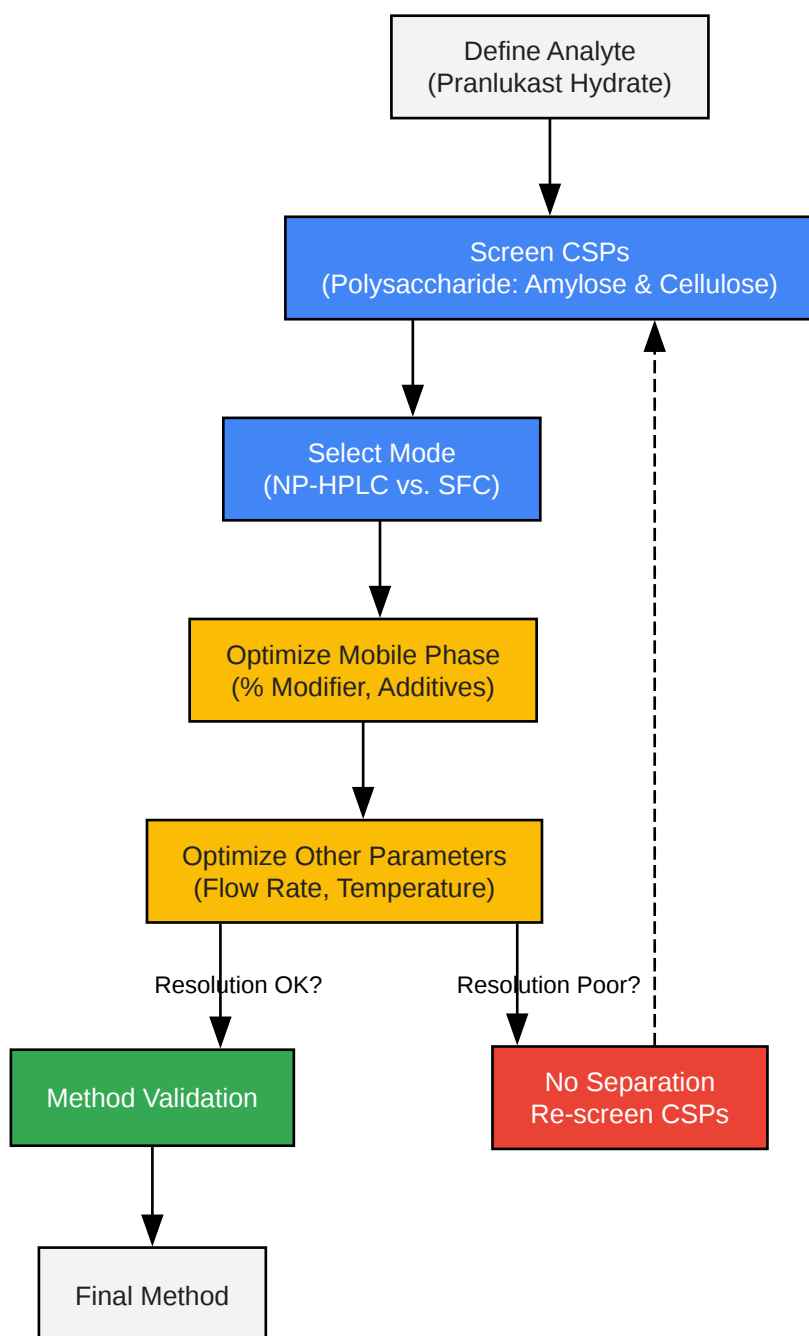 Define Analyte
(Pranlukast Hydrate)
Screen CSPs
(Polysaccharide: Amylose & Cellulose)
Select Mode
(NP-HPLC vs. SFC)
Optimize Mobile Phase
(% Modifier, Additives)
Optimize Other Parameters
(Flow Rate, Temperature)
Resolution OK?
Resolution Poor?
Method Validation
No Separation
Re-screen CSPs
Final Method